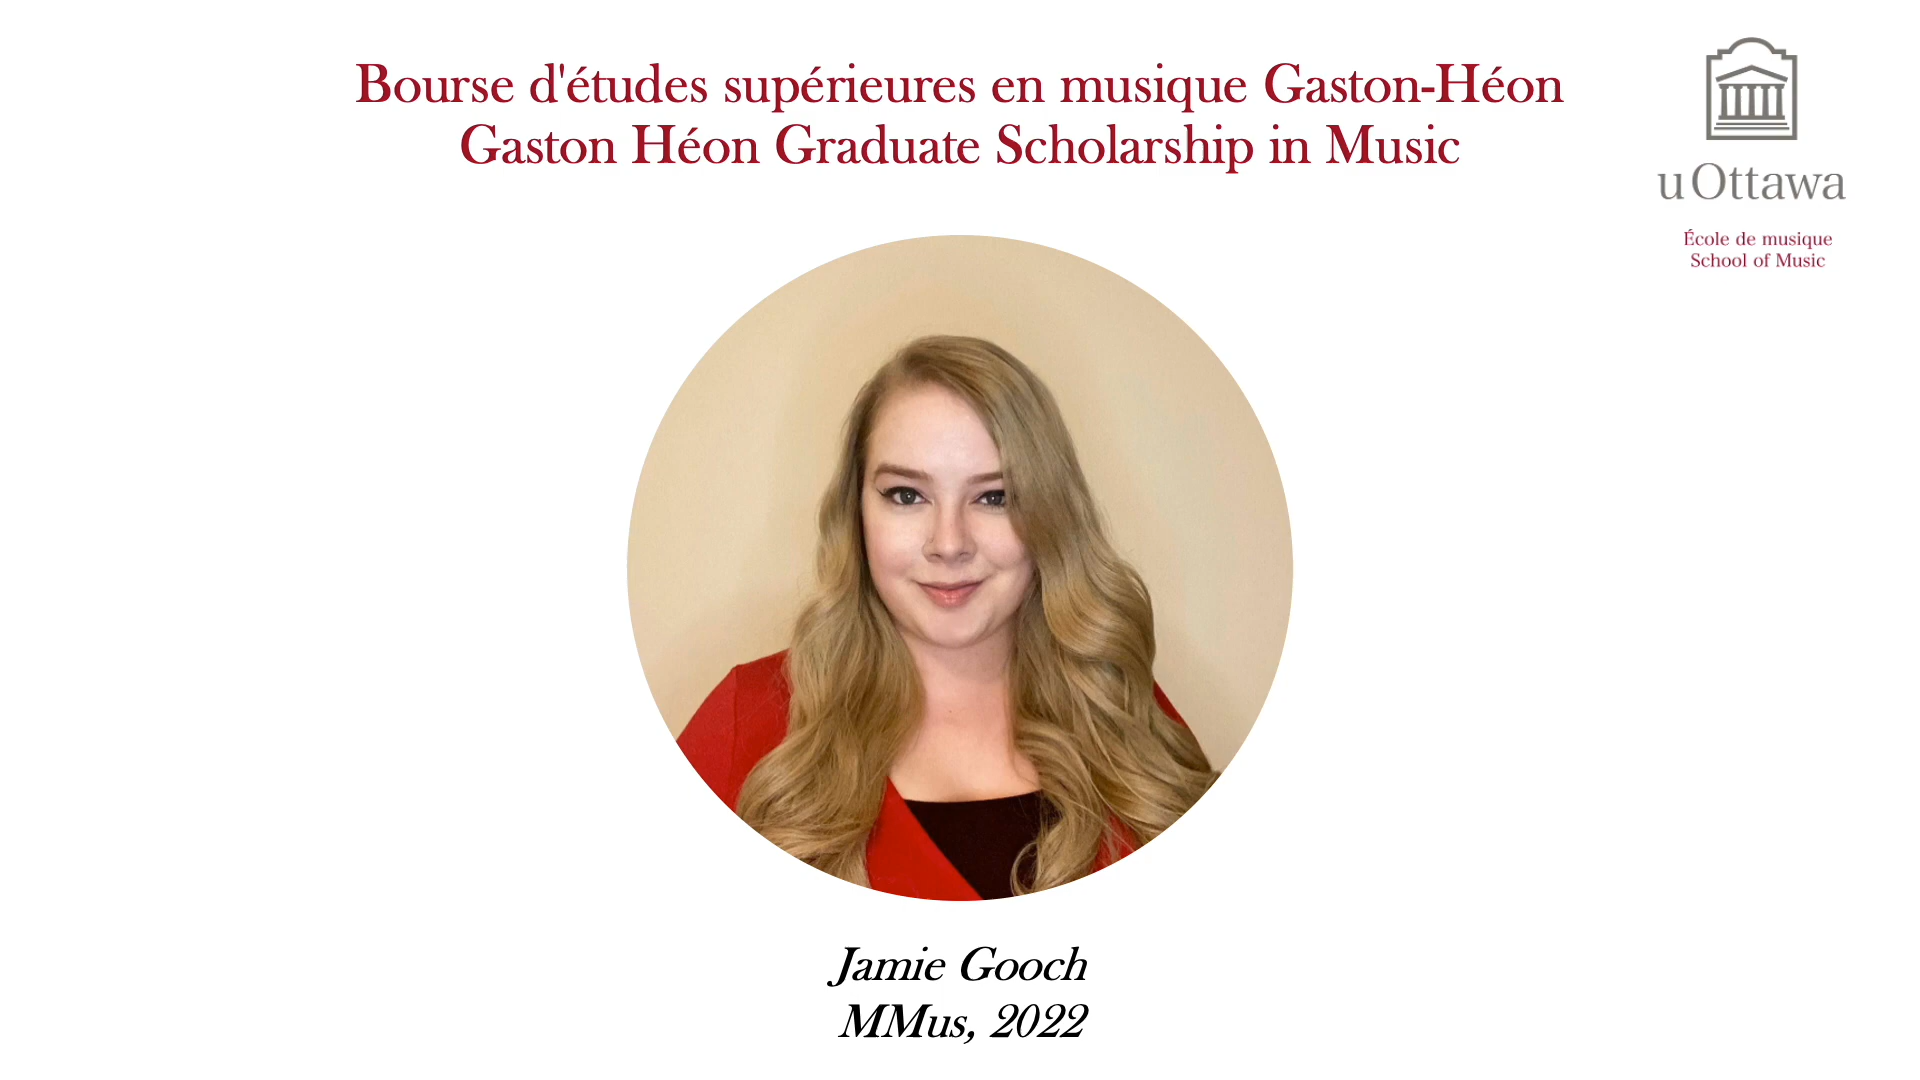 Bourse d'études supérieures en musique Gaston-Héon
Gaston Héon Graduate Scholarship in Music
uOttawa
École de musique
School of Music
Jamie Gooch
MMus, 2022